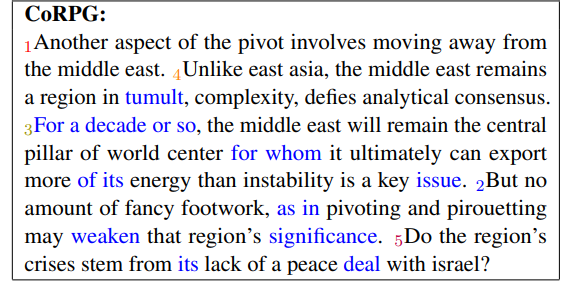 CoRPG:
1Another aspect of the pivot involves moving away from
the middle east. 4Unlike east asia, the middle east remains
a region in tumult, complexity, defies analytical consensus.
3For a decade or so, the middle east will remain the central
pillar of world center for whom it ultimately can export
more of its energy than instability is a key issue. 2But no
amount of fancy footwork, as in pivoting and pirouetting
may weaken that region's significance. 5Do the region's
crises stem from its lack of a peace deal with israel?